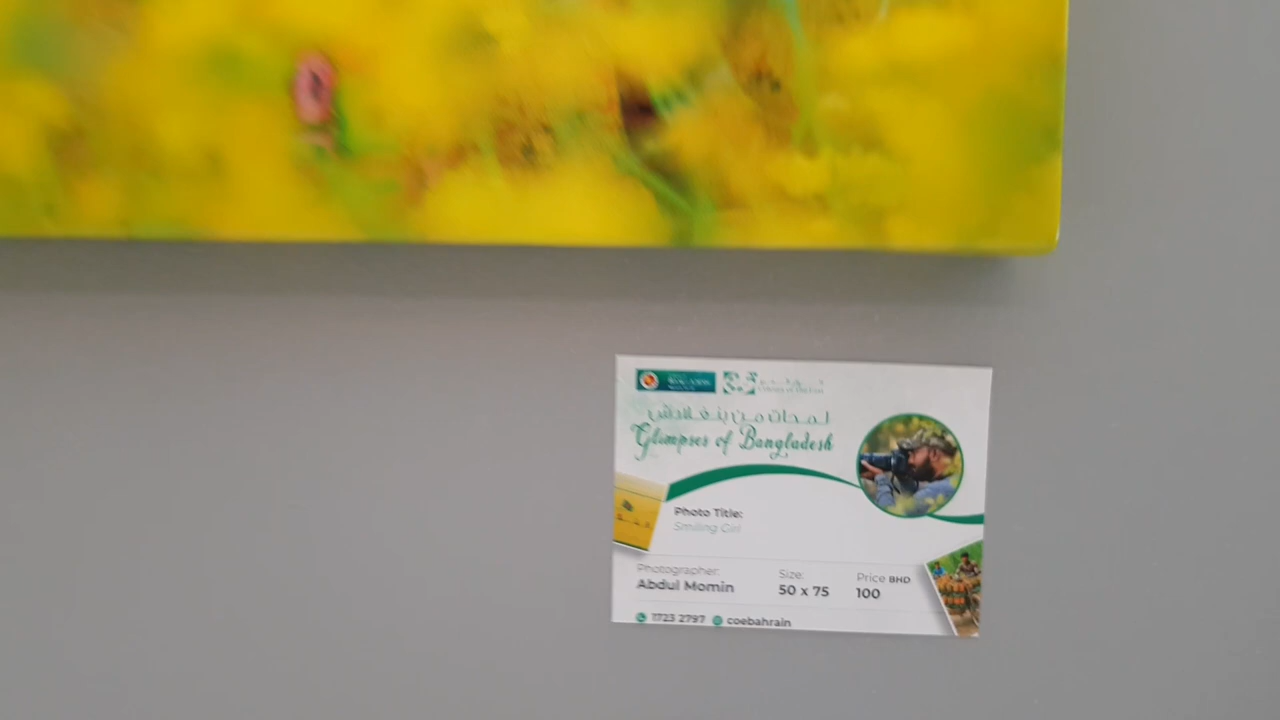 لمحات من بنغلاديش
Glimpses of Bangladesh
Photo Title:
Smiling Girl
Photographer:
Abdul Momin
Size:
50 x 75
Price BHD
100
1723 2797 coebahrain